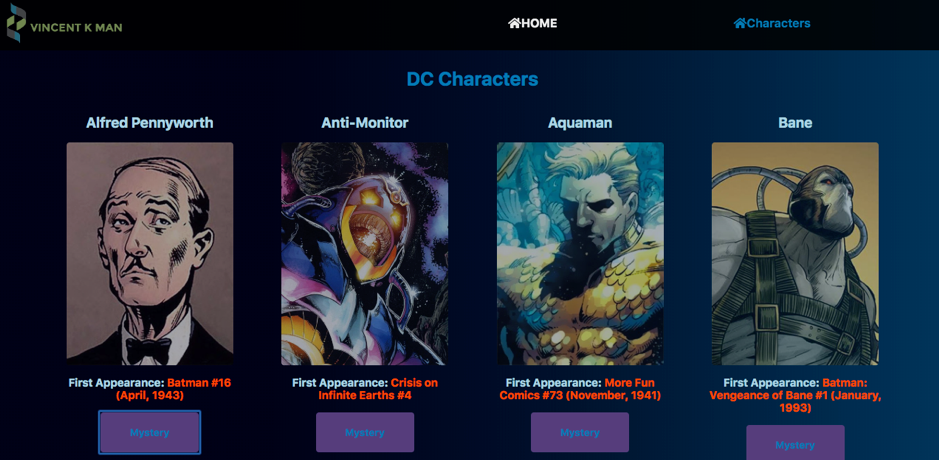 VINCENT K MAN
HOME
Characters
DC Characters
Alfred Pennyworth
Anti-Monitor
Aquaman
Bane
First Appearance: Batman #16
(April, 1943)
First Appearance: Crisis on
Infinite Earths #4
First Appearance: More Fun
Comics #73 (November, 1941)
First Appearance: Batman:
Vengeance of Bane #1 (January,
1993)
Mystery
Mystery
Mystery
Mystery